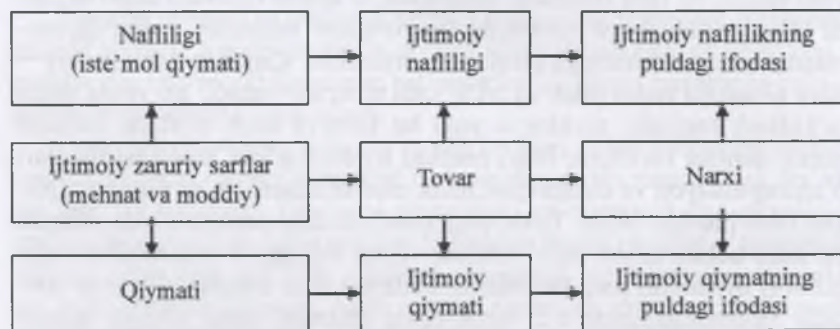 Nafliligi
(iste'mol qiymati)
Ijtimoiy
nafliligi
Ijtimoiy naflilikning
puldagi ifodasi
Ijtimoiy zaruriy sarflar
(mehnat va moddiy)
Tovar
Narxi
Qiymati
Ijtimoiy
qiymati
Ijtimoiy qiymatning
puldagi ifodasi